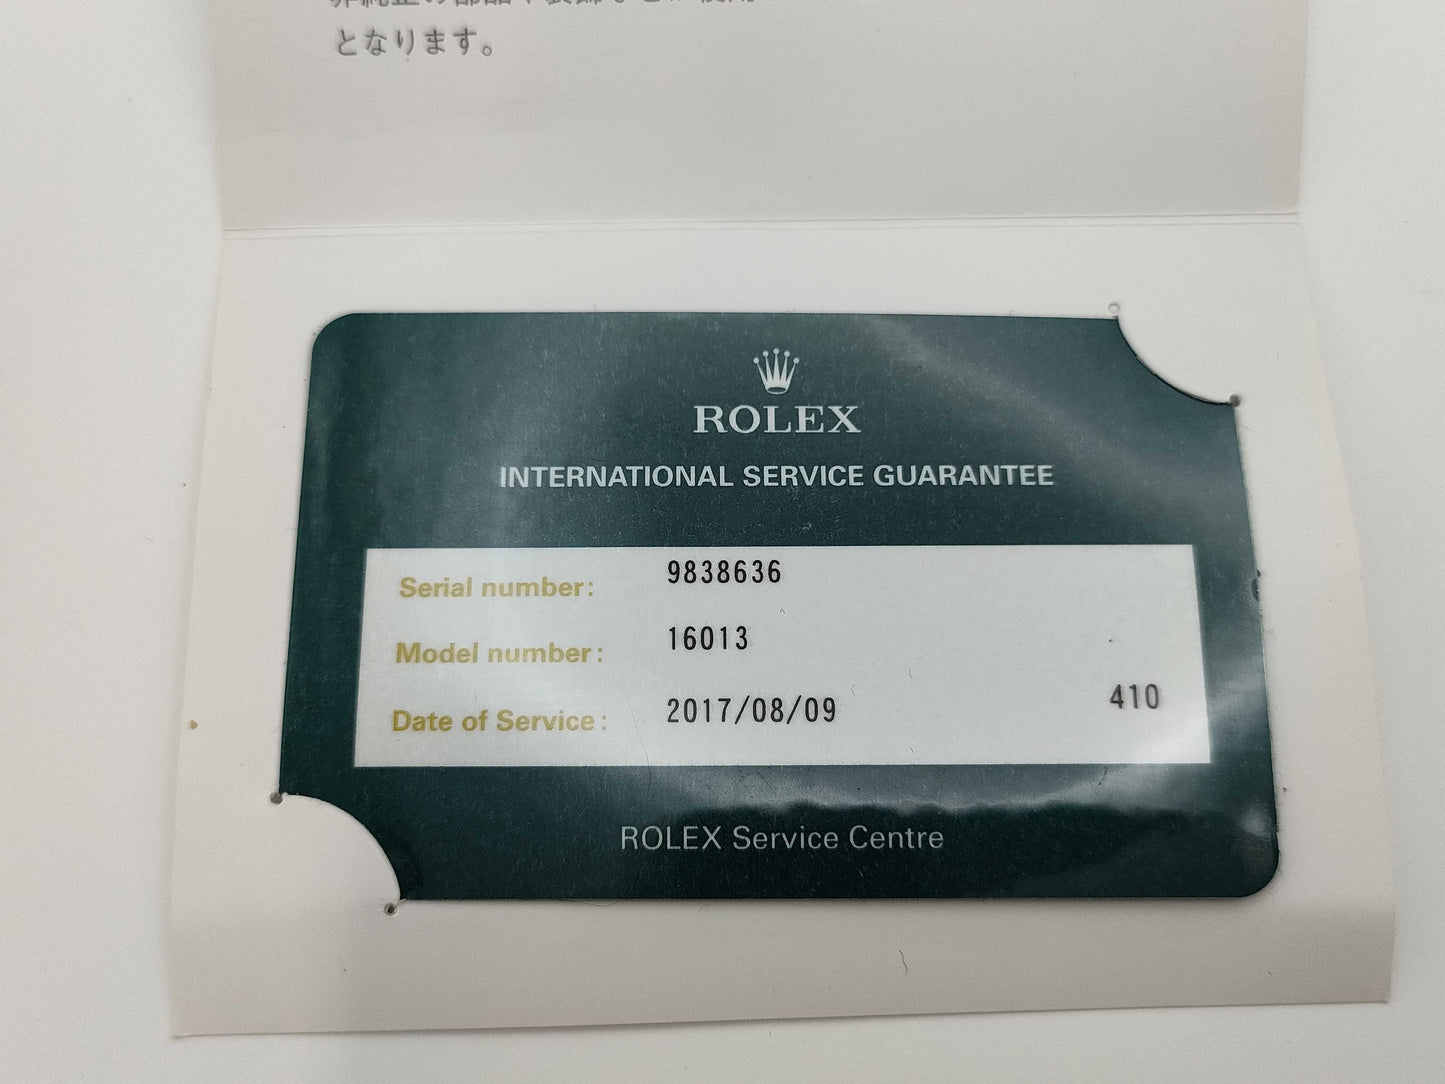 となります。
ROLEX
INTERNATIONAL SERVICE GUARANTEE
Serial number: 9838636
Model number: 16013
Date of Service: 2017/08/09 410
ROLEX Service Centre